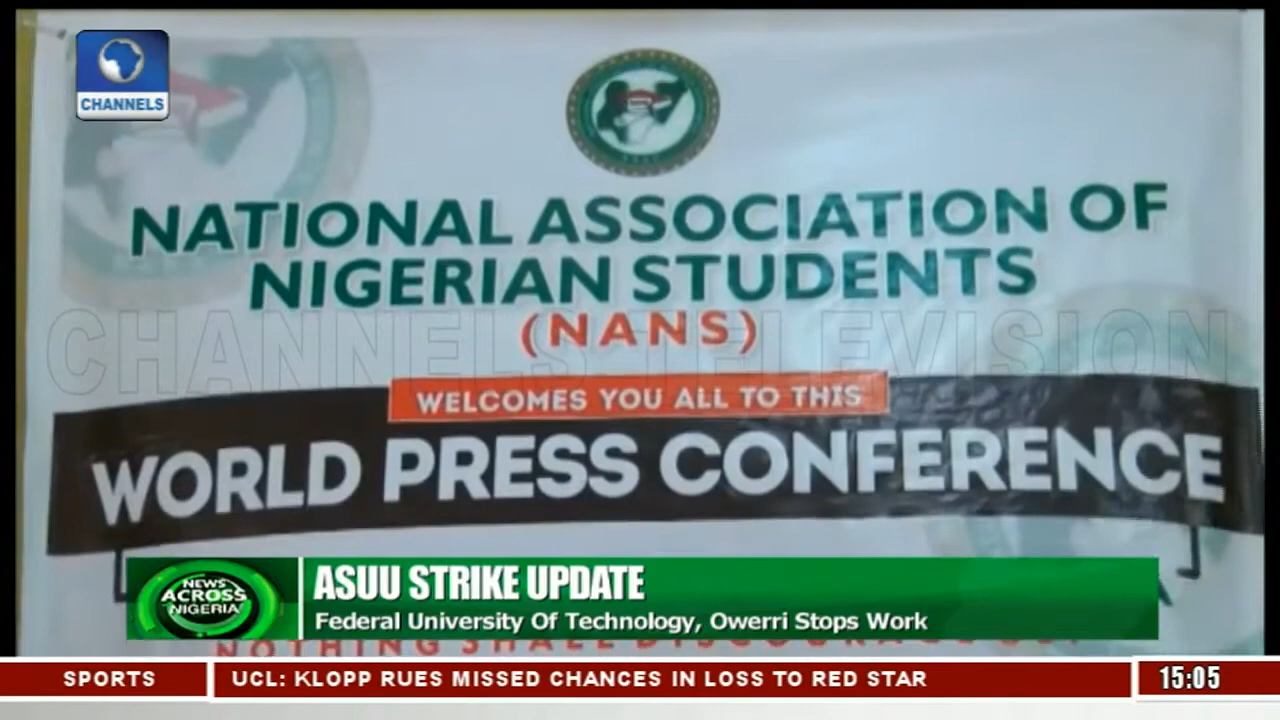 CHANNELS
NATIONAL ASSOCIATION OF
NIGERIAN STUDENTS
(NANS)
CHANNELS TELEVISION
WELCOMES YOU ALL TO THIS
WORLD PRESS CONFERENCE
NEWS
ACROSS
NIGERIA
ASUU STRIKE UPDATE
Federal University Of Technology, Owerri Stops Work
NOTHING SHALL
SPORTS
UCL: KLOPP RUES MISSED CHANCES IN LOSS TO RED STAR
15:05